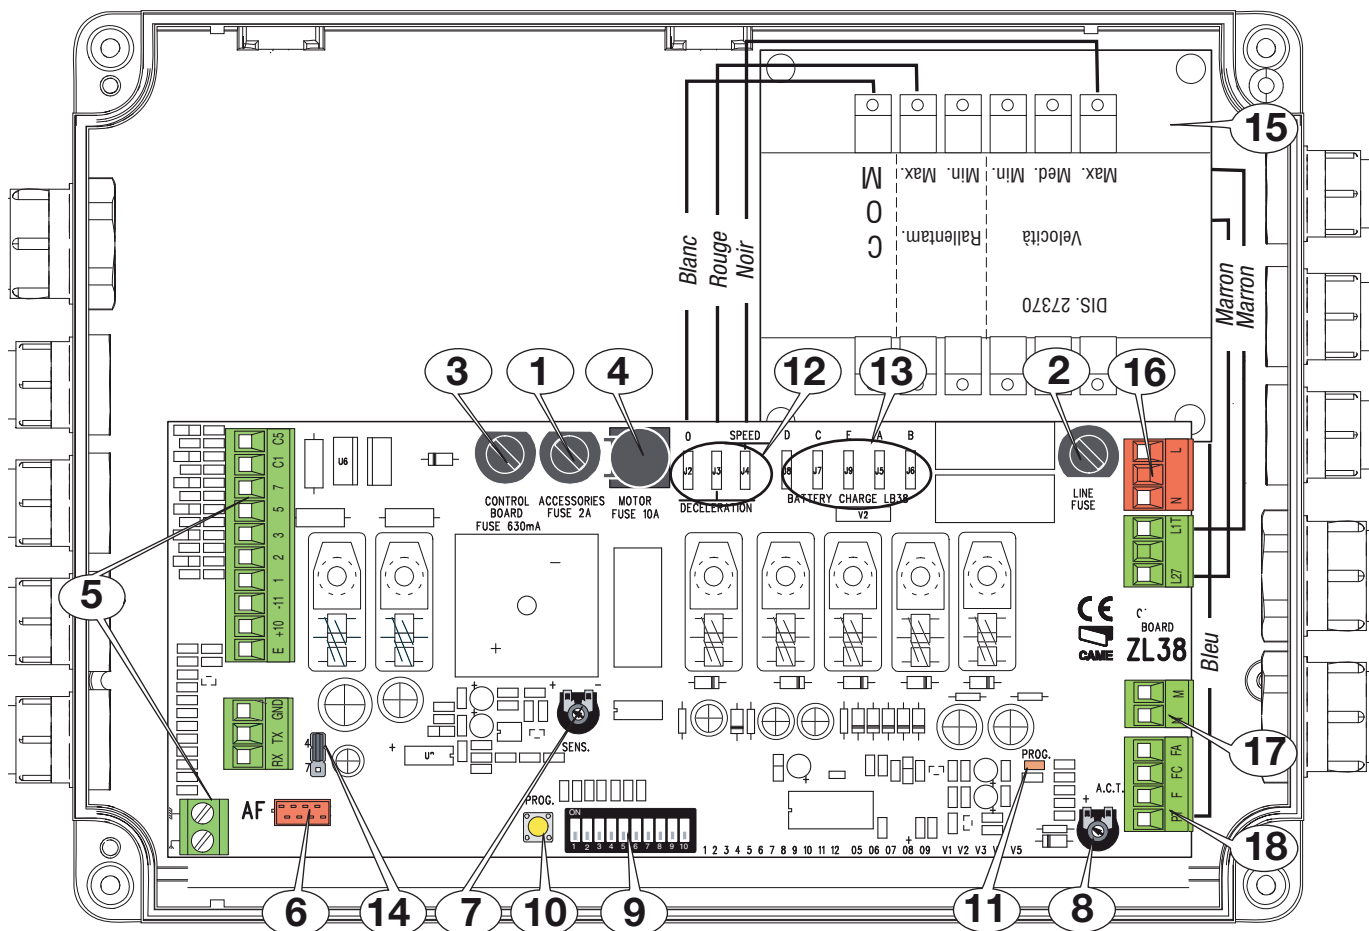 15
COM
Max.
Min.
Rallentam.
Min.
Med.
Max.
Velocità
DIS. 27370
Blanc
Rouge
Noir
Marron
Marron
3
1
4
12
13
2
16
C5
C1
7
5
3
2
1
-11
+10
E
U6
CONTROL BOARD FUSE 630mA
ACCESSORIES FUSE 2A
MOTOR FUSE 10A
0 SPEED D C F A B
J2 J3 J4 J8 J7 J9 J5 J6
DECELERATION
BATTERY CHARGE LB38
V2
LINE FUSE
L
N
L1T
L27
5
CE
CAME
BOARD
ZL38
Bleu
+
-
GND
TX
RX
4
7
SENS.
M
17
FA
FC
F
PROG.
A.C.T.
AF
PROG.
ON
1 2 3 4 5 6 7 8 9 10
1 2 3 4 5 6 7 8 9 10 11 12 05 06 07 08 09 V1 V2 V3 V5
18
6
14
7
10
9
11
8